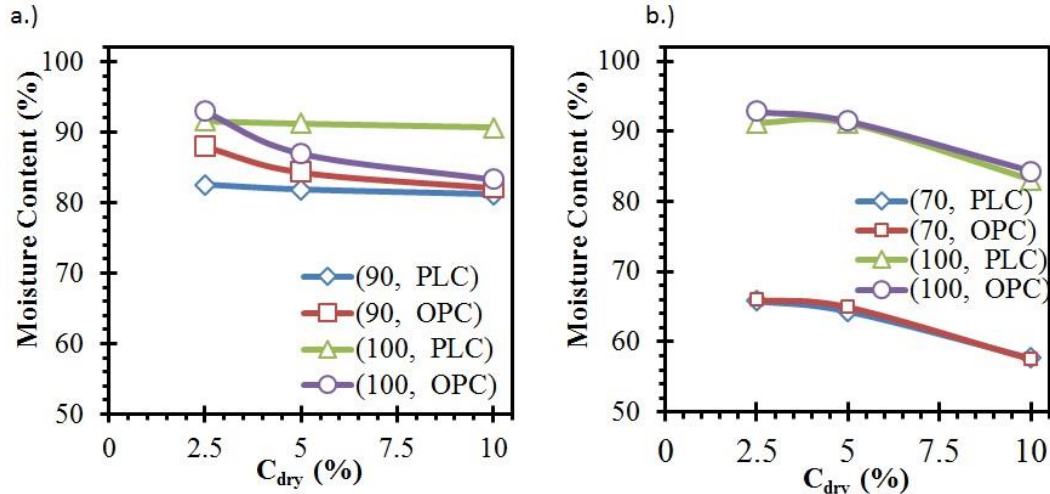 a.)
100
90
80
70
60
50
Moisture Content (%)
0
2.5
5
7.5
10
C_dry (%)
(90, PLC)
(90, OPC)
(100, PLC)
(100, OPC)
b.)
100
90
80
70
60
50
Moisture Content (%)
0
2.5
5
7.5
10
C_dry (%)
(70, PLC)
(70, OPC)
(100, PLC)
(100, OPC)